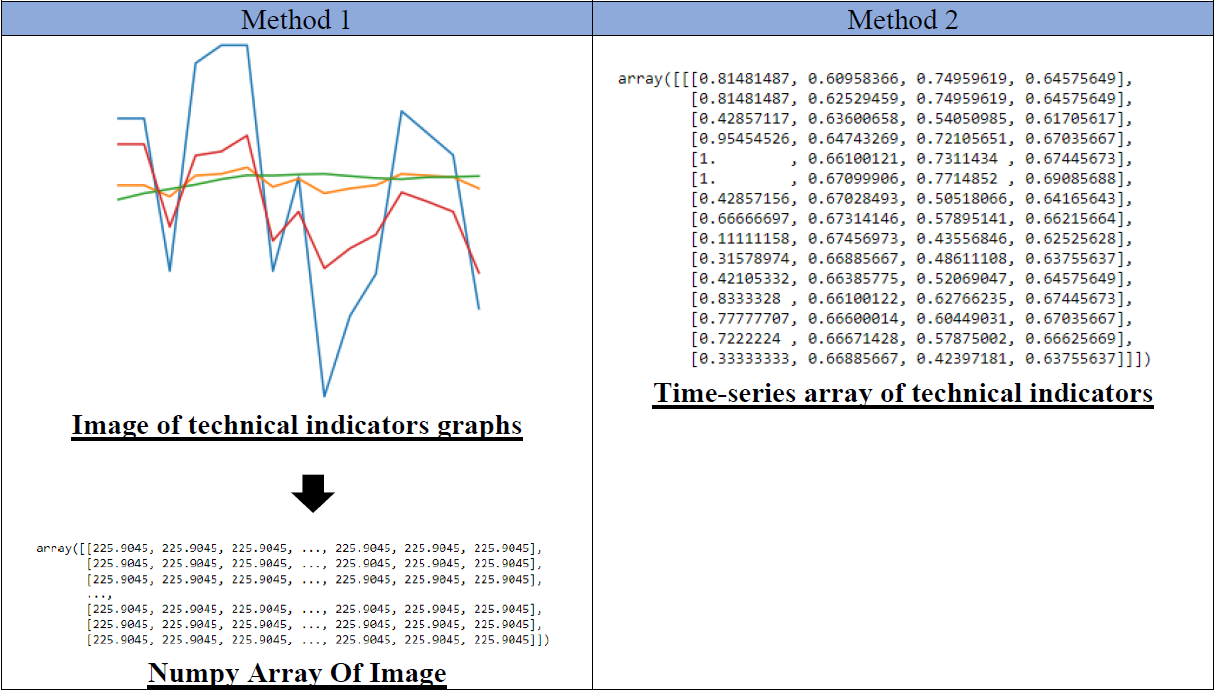 Method 1
Image of technical indicators graphs
array([[225.9045, 225.9045, 225.9045, ..., 225.9045, 225.9045, 225.9045],
[225.9045, 225.9045, 225.9045, ..., 225.9045, 225.9045, 225.9045],
[225.9045, 225.9045, 225.9045, ..., 225.9045, 225.9045, 225.9045],
...,
[225.9045, 225.9045, 225.9045, ..., 225.9045, 225.9045, 225.9045],
[225.9045, 225.9045, 225.9045, ..., 225.9045, 225.9045, 225.9045],
[225.9045, 225.9045, 225.9045, ..., 225.9045, 225.9045, 225.9045]])
Numpy Array Of Image
Method 2
array([[[0.81481487, 0.60958366, 0.74959619, 0.64575649],
[0.81481487, 0.62529459, 0.74959619, 0.64575649],
[0.42857117, 0.63600658, 0.54050985, 0.61705617],
[0.95454526, 0.64743269, 0.72105651, 0.67035667],
[1. , 0.66100121, 0.7311434 , 0.67445673],
[1. , 0.67099906, 0.7714852 , 0.69085688],
[0.42857156, 0.67028493, 0.50518066, 0.64165643],
[0.66666697, 0.67314146, 0.57895141, 0.66215664],
[0.11111158, 0.67456973, 0.43556846, 0.62525628],
[0.31578974, 0.66885667, 0.48611108, 0.63755637],
[0.42105332, 0.66385775, 0.52069047, 0.64575649],
[0.8333328 , 0.66100122, 0.62766235, 0.67445673],
[0.77777707, 0.66600014, 0.60449031, 0.67035667],
[0.7222224 , 0.66671428, 0.57875002, 0.66625669],
[0.33333333, 0.66885667, 0.42397181, 0.63755637]]])
Time-series array of technical indicators